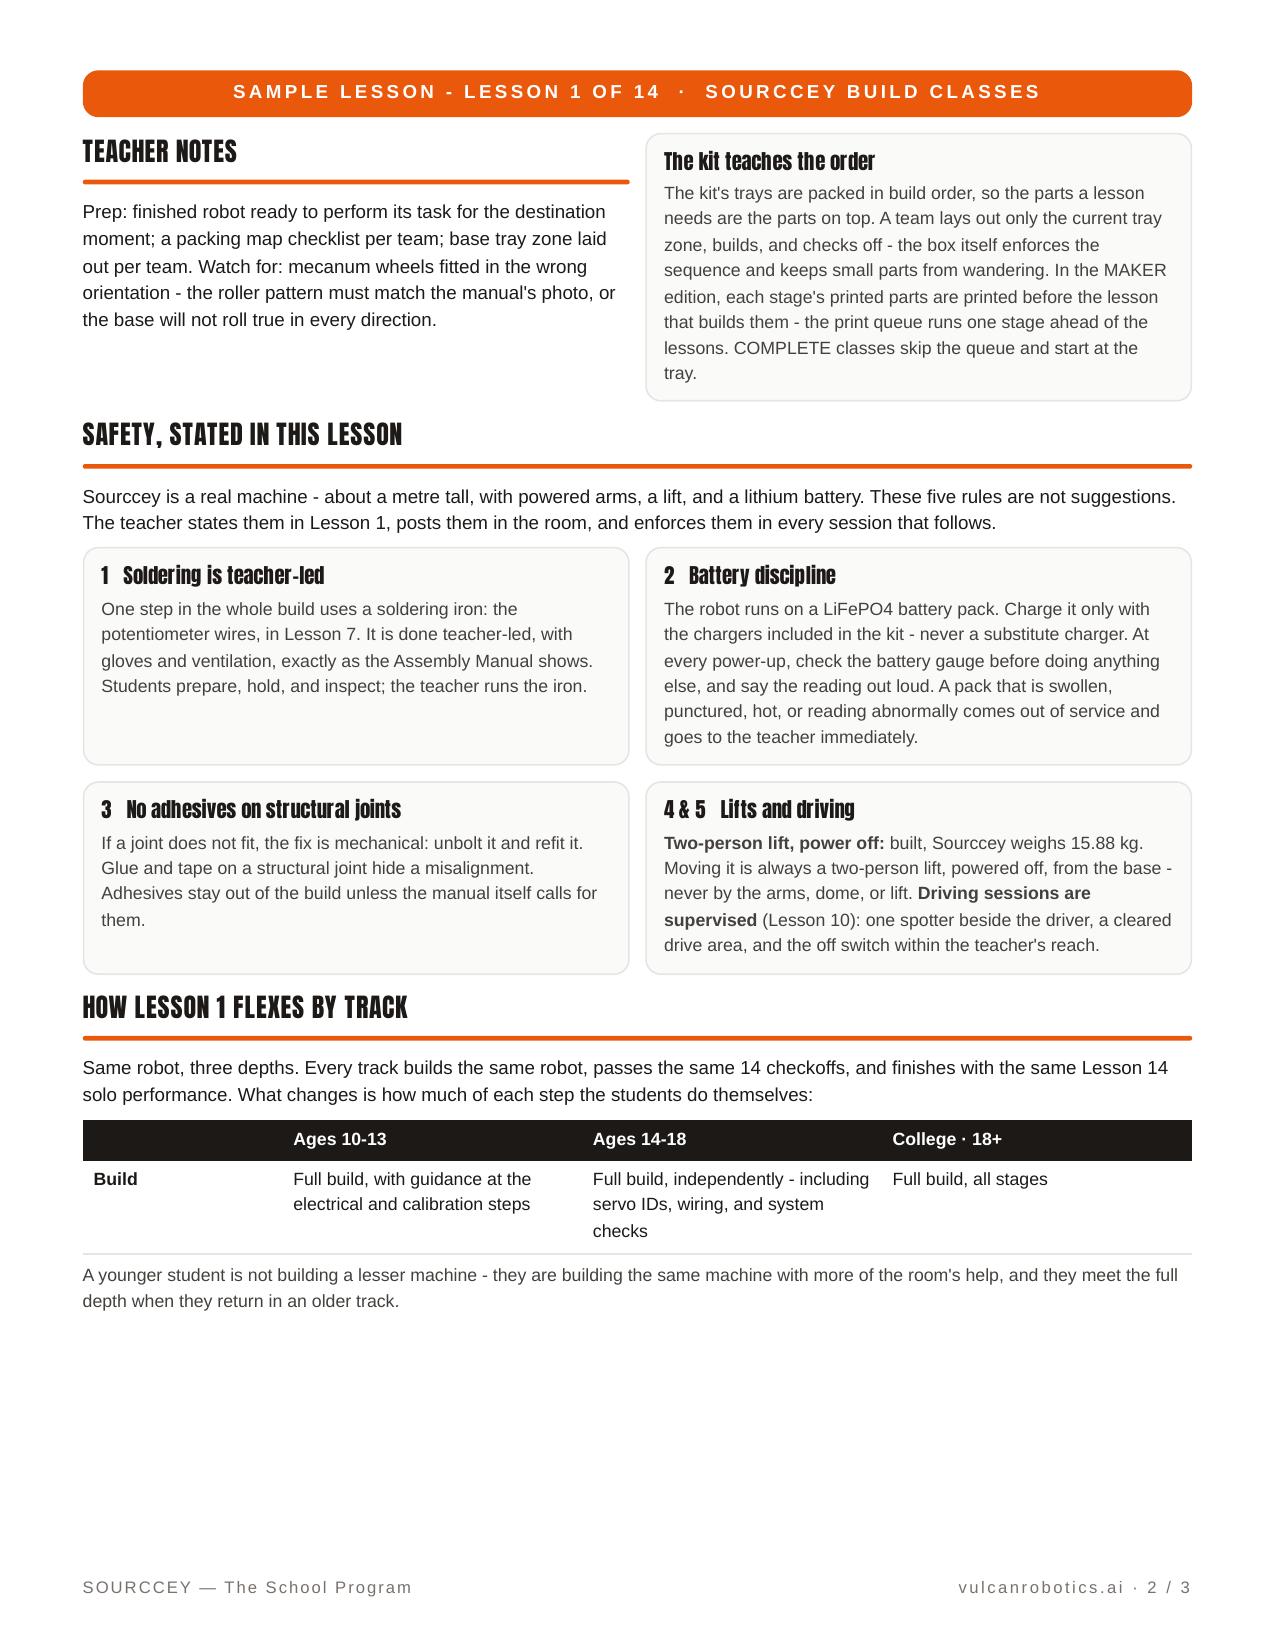 SAMPLE LESSON - LESSON 1 OF 14 · SOURCCEY BUILD CLASSES
TEACHER NOTES
Prep: finished robot ready to perform its task for the destination
moment; a packing map checklist per team; base tray zone laid
out per team. Watch for: mecanum wheels fitted in the wrong
orientation - the roller pattern must match the manual's photo, or
the base will not roll true in every direction.
The kit teaches the order
The kit's trays are packed in build order, so the parts a lesson
needs are the parts on top. A team lays out only the current tray
zone, builds, and checks off - the box itself enforces the
sequence and keeps small parts from wandering. In the MAKER
edition, each stage's printed parts are printed before the lesson
that builds them - the print queue runs one stage ahead of the
lessons. COMPLETE classes skip the queue and start at the
tray.
SAFETY, STATED IN THIS LESSON
Sourccey is a real machine - about a metre tall, with powered arms, a lift, and a lithium battery. These five rules are not suggestions.
The teacher states them in Lesson 1, posts them in the room, and enforces them in every session that follows.
1 Soldering is teacher-led
One step in the whole build uses a soldering iron: the
potentiometer wires, in Lesson 7. It is done teacher-led, with
gloves and ventilation, exactly as the Assembly Manual shows.
Students prepare, hold, and inspect; the teacher runs the iron.
2 Battery discipline
The robot runs on a LiFePO4 battery pack. Charge it only with
the chargers included in the kit - never a substitute charger. At
every power-up, check the battery gauge before doing anything
else, and say the reading out loud. A pack that is swollen,
punctured, hot, or reading abnormally comes out of service and
goes to the teacher immediately.
3 No adhesives on structural joints
If a joint does not fit, the fix is mechanical: unbolt it and refit it.
Glue and tape on a structural joint hide a misalignment.
Adhesives stay out of the build unless the manual itself calls for
them.
4 & 5 Lifts and driving
Two-person lift, power off: built, Sourccey weighs 15.88 kg.
Moving it is always a two-person lift, powered off, from the base -
never by the arms, dome, or lift. Driving sessions are
supervised (Lesson 10): one spotter beside the driver, a cleared
drive area, and the off switch within the teacher's reach.
HOW LESSON 1 FLEXES BY TRACK
Same robot, three depths. Every track builds the same robot, passes the same 14 checkoffs, and finishes with the same Lesson 14
solo performance. What changes is how much of each step the students do themselves:
Ages 10-13 Ages 14-18 College · 18+
Build Full build, with guidance at the Full build, independently - including Full build, all stages
electrical and calibration steps servo IDs, wiring, and system
checks
A younger student is not building a lesser machine - they are building the same machine with more of the room's help, and they meet the full
depth when they return in an older track.
SOURCCEY — The School Program vulcanrobotics.ai · 2 / 3